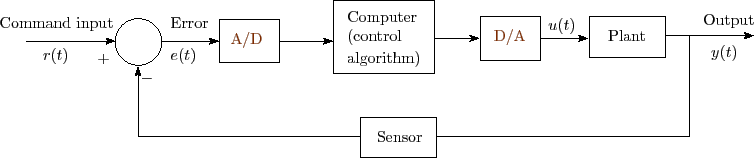 Command input
r(t)
+
−
Error
e(t)
A/D
Computer
(control
algorithm)
D/A
u(t)
Plant
Output
y(t)
Sensor